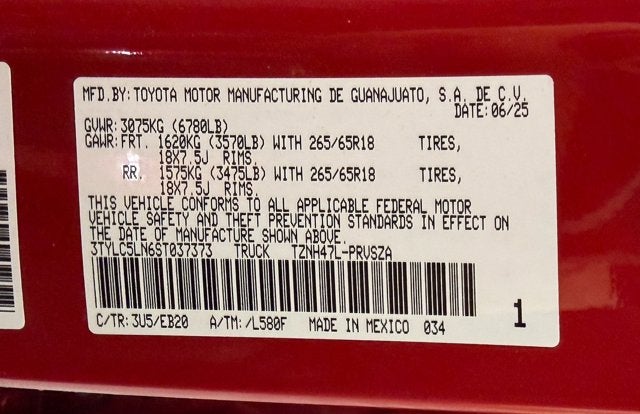 MFD.BY:TOYOTA MOTOR MANUFACTURING DE GUANAJUATO, S.A. DE C.V.
DATE:06/25
GVWR:3075KG (6780LB)
GAWR:FRT. 1620KG (3570LB) WITH 265/65R18 TIRES,
18X7.5J RIMS.
RR. 1575KG (3475LB) WITH 265/65R18 TIRES,
18X7.5J RIMS.
THIS VEHICLE CONFORMS TO ALL APPLICABLE FEDERAL MOTOR
VEHICLE SAFETY AND THEFT PREVENTION STANDARDS IN EFFECT ON
THE DATE OF MANUFACTURE SHOWN ABOVE.
3TYLC5LN6ST037373 TRUCK TZNH47L-PRVSZA
C/TR:3U5/EB20 A/TM:/L580F MADE IN MEXICO 034 1